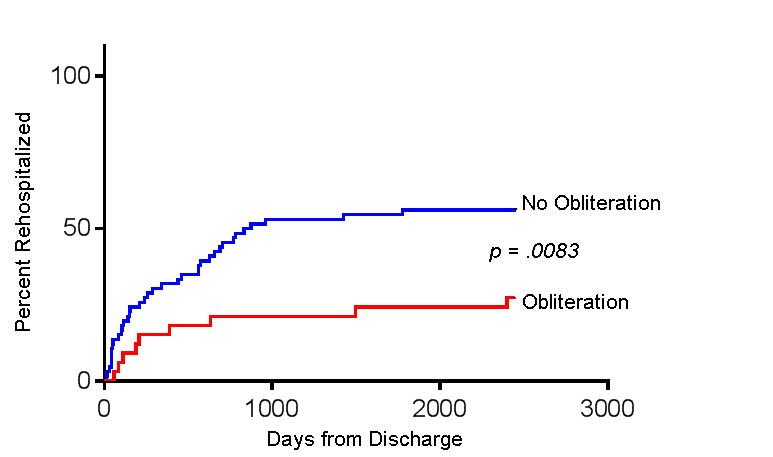 100
Percent Rehospitalized
No Obliteration
50
p = .0083
Obliteration
0
0 1000 2000 3000
Days from Discharge